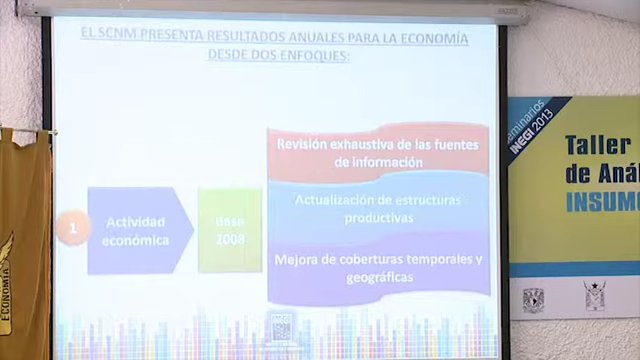 EL SCNM PRESENTA RESULTADOS ANUALES PARA LA ECONOMÍA
DESDE DOS ENFOQUES:
Revisión exhaustiva de las fuentes
de información
Actualización de estructuras
productivas
Mejora de coberturas temporales y
geográficas
1
Actividad
económica
Base
2008
Seminarios
INEGI 2013
Taller
de Aná
INSUM
ECONOMÍA